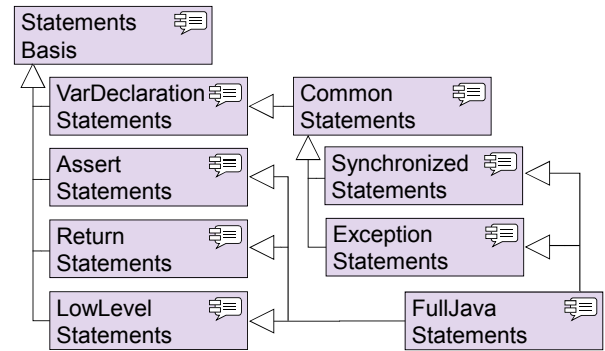 Statements
Basis
VarDeclaration
Statements
Common
Statements
Assert
Statements
Synchronized
Statements
Return
Statements
Exception
Statements
LowLevel
Statements
FullJava
Statements